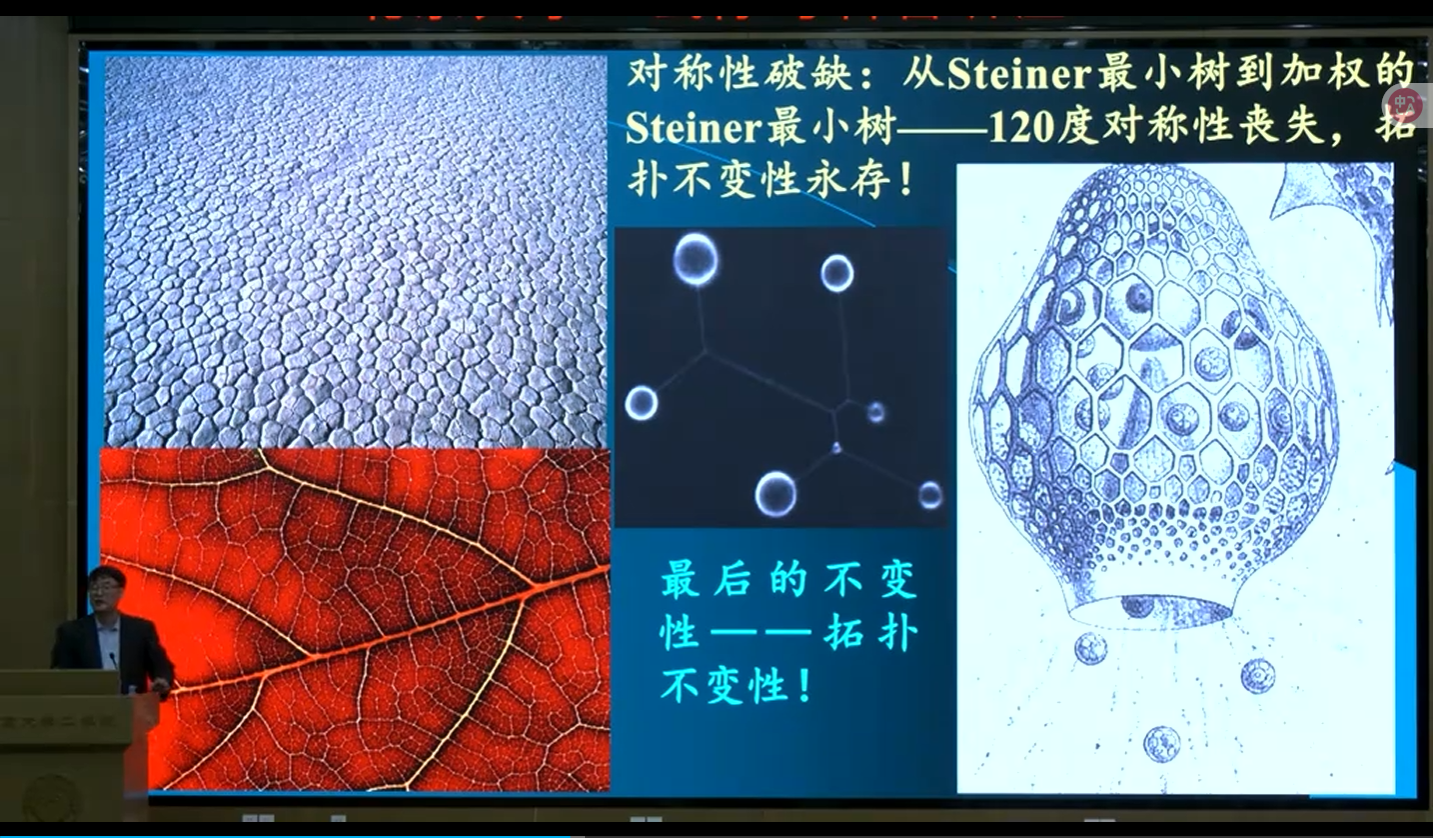 对称性破缺：从Steiner最小树到加权的
Steiner最小树——120度对称性丧失，拓
扑不变性永存！
最后的不变
性——拓扑
不变性！